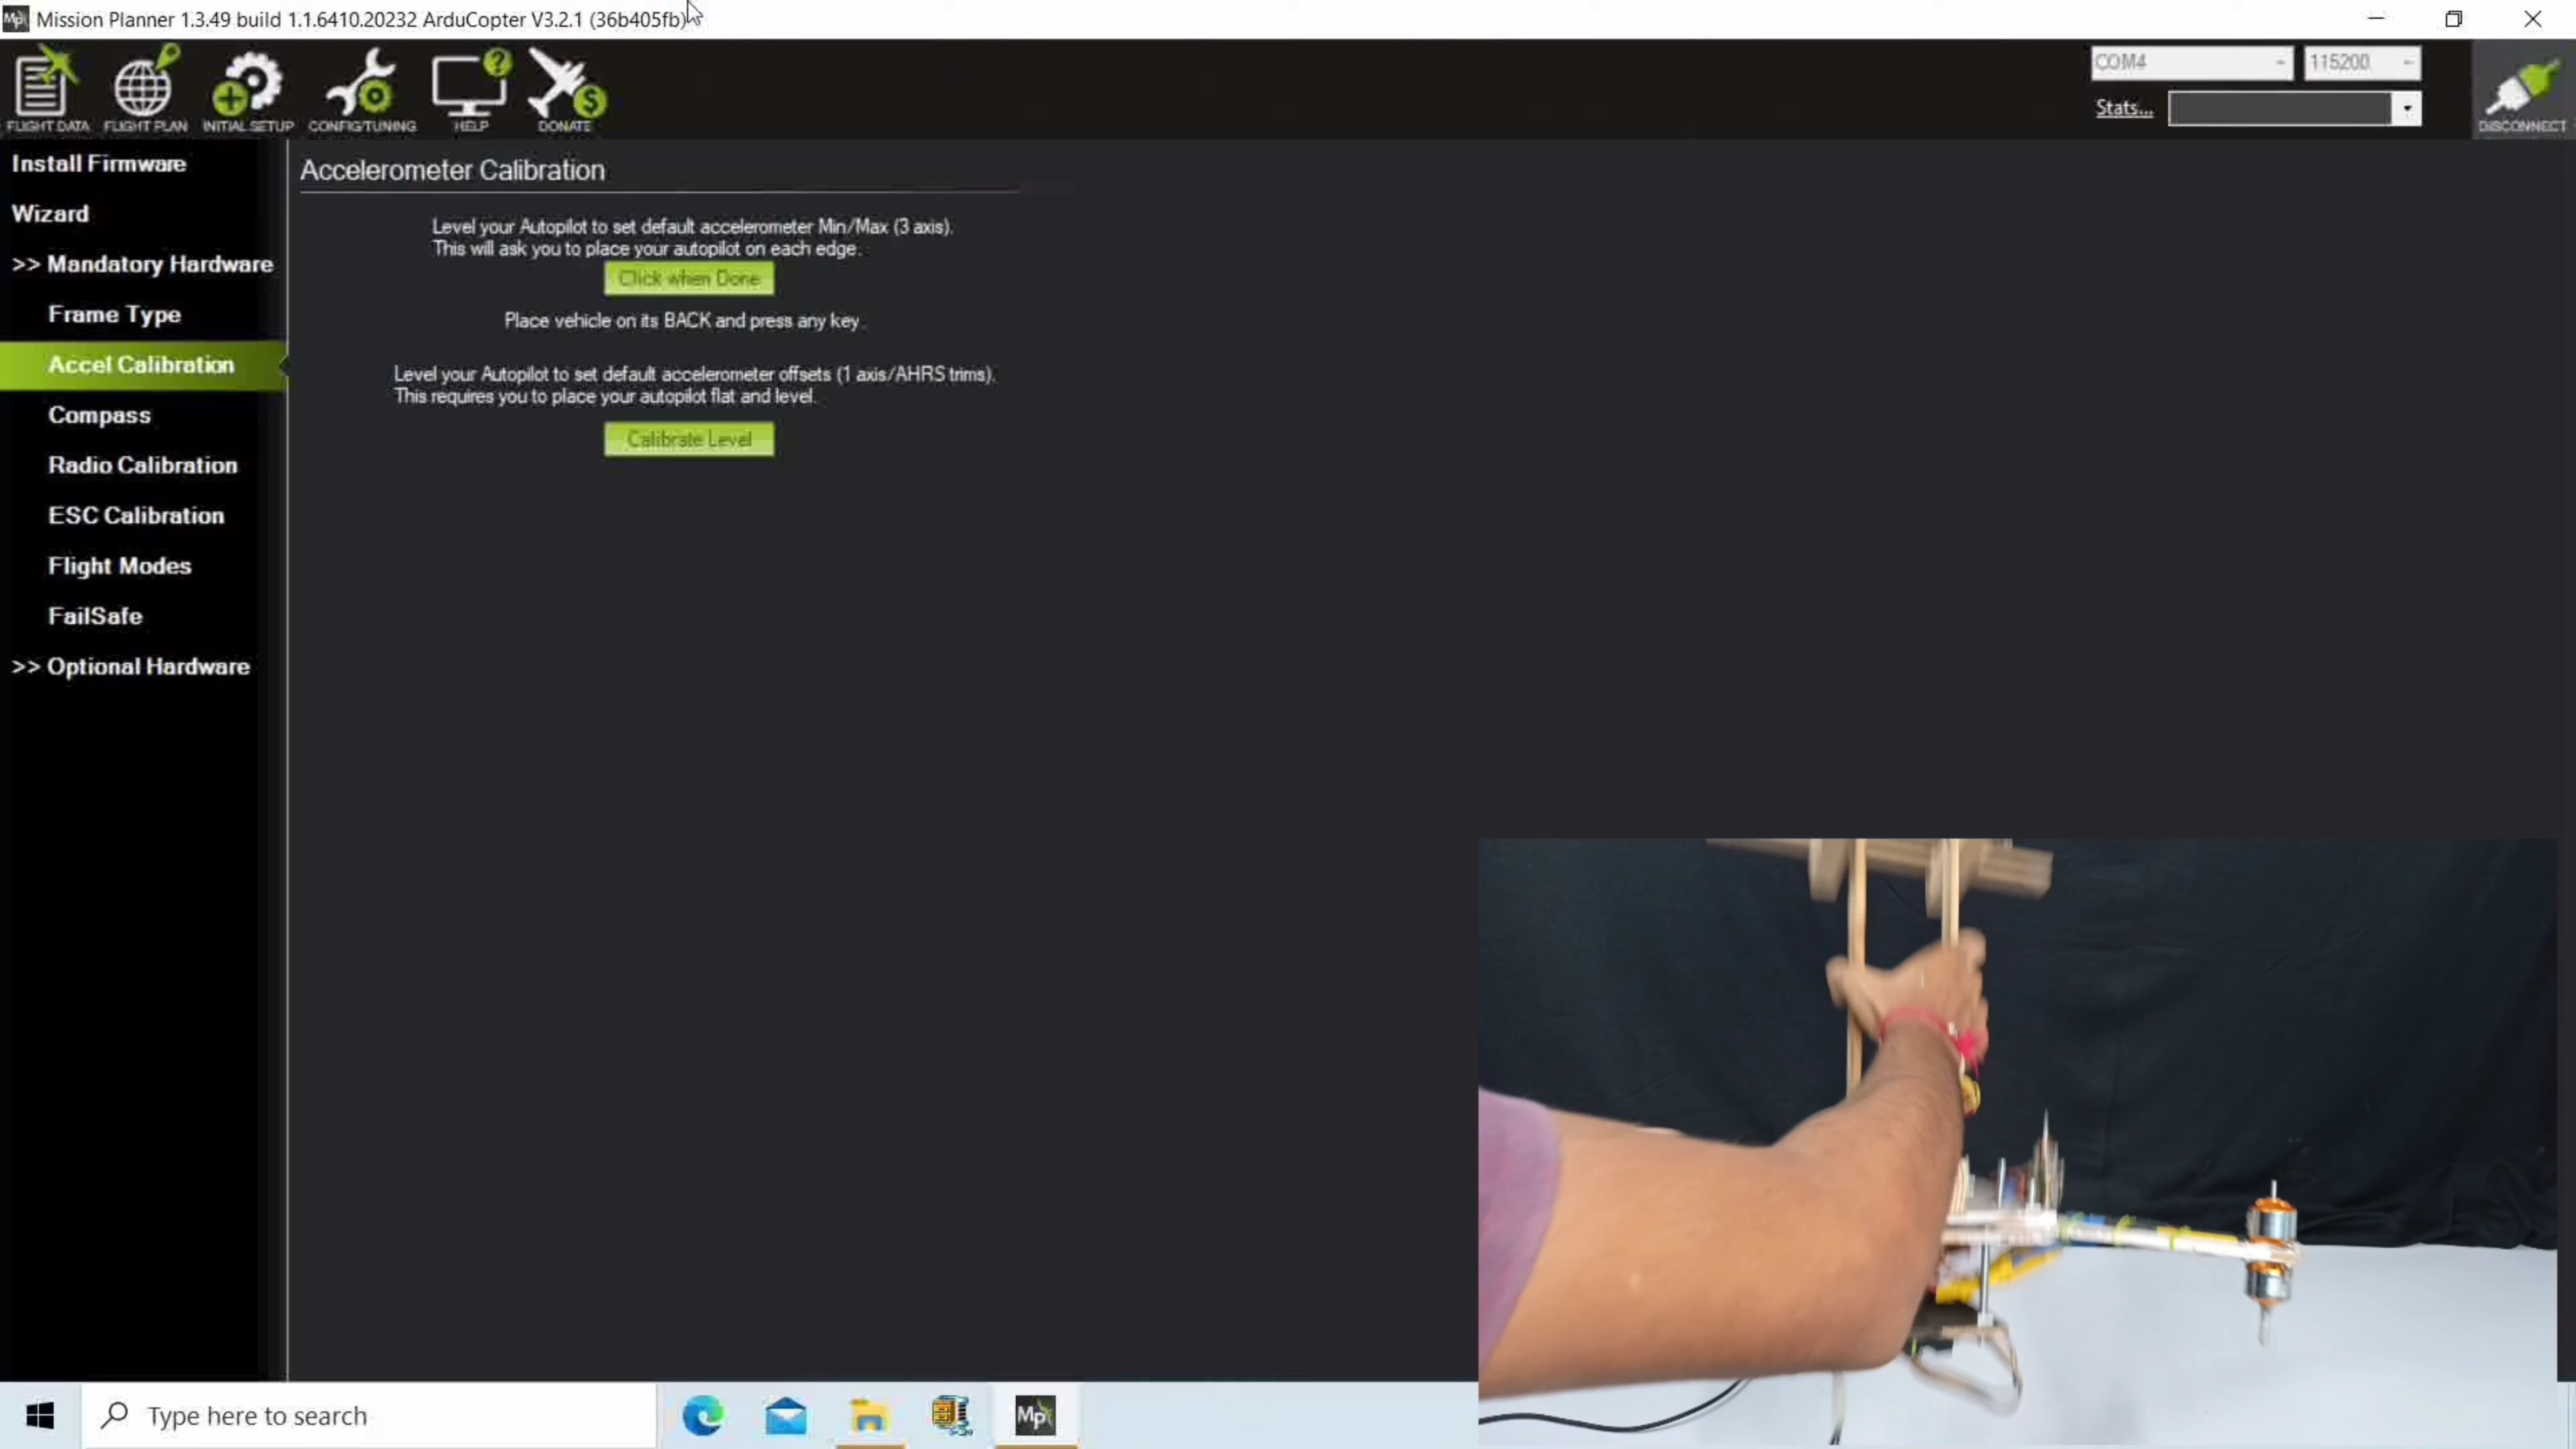 Mission Planner 1.3.49 build 1.1.6410.20232 ArduCopter V3.2.1 (36b405fb)
FLIGHT DATA
FLIGHT PLAN
INITIAL SETUP
CONFIG/TUNING
HELP
DONATE
COM4
115200
Stats...
DISCONNECT
Install Firmware
Wizard
>> Mandatory Hardware
Frame Type
Accel Calibration
Compass
Radio Calibration
ESC Calibration
Flight Modes
FailSafe
>> Optional Hardware
Accelerometer Calibration
Level your Autopilot to set default accelerometer Min/Max (3 axis).
This will ask you to place your autopilot on each edge.
Click when Done
Place vehicle on its BACK and press any key.
Level your Autopilot to set default accelerometer offsets (1 axis/AHRS trims).
This requires you to place your autopilot flat and level.
Calibrate Level
Type here to search